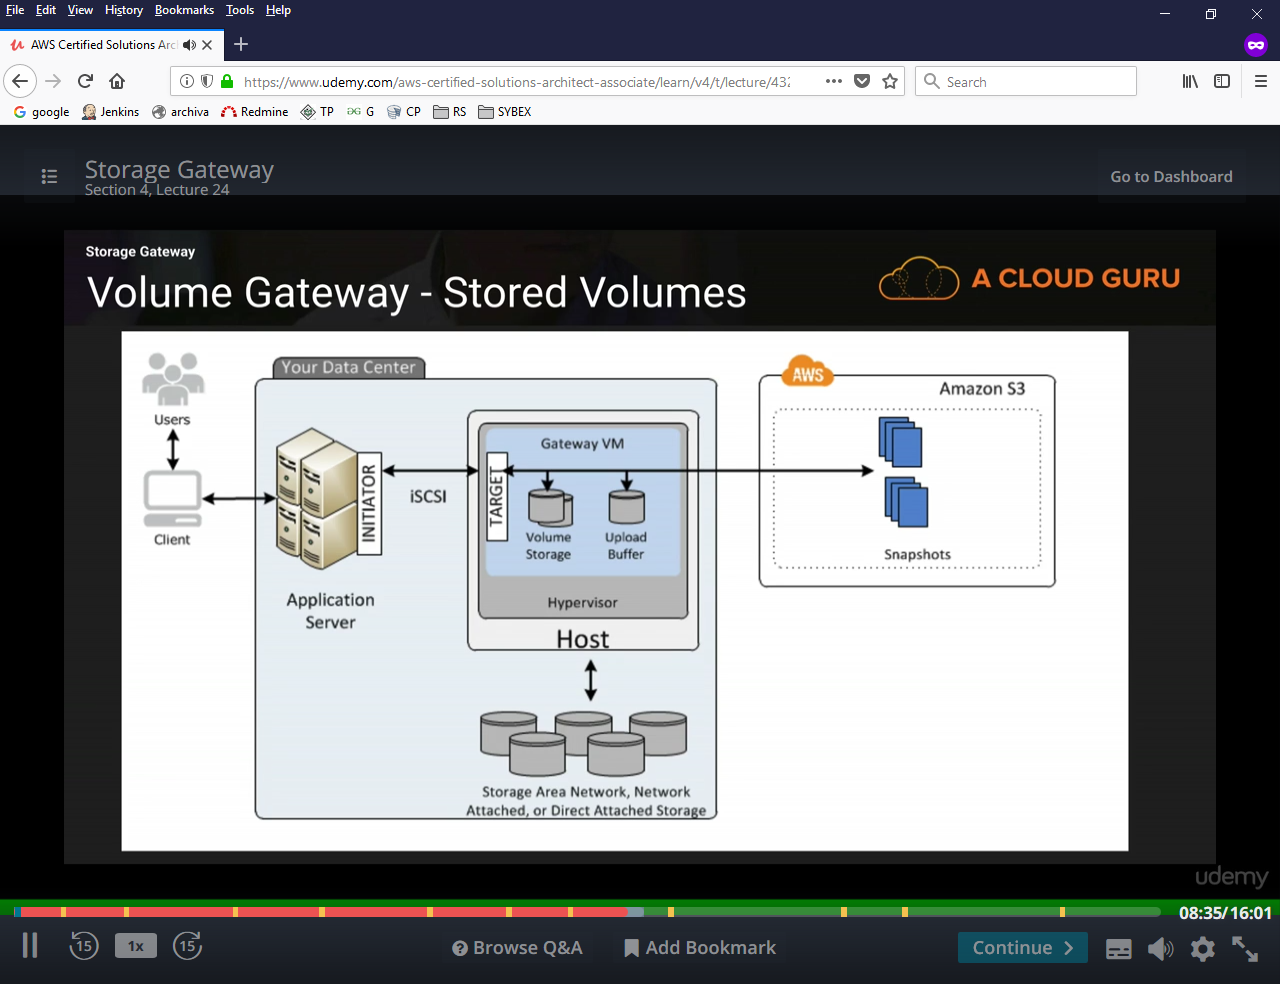 File Edit View History Bookmarks Tools Help
AWS Certified Solutions Arc
https://www.udemy.com/aws-certified-solutions-architect-associate/learn/v4/t/lecture/432
Search
google Jenkins archiva Redmine TP G CP RS SYBEX
Storage Gateway
Section 4, Lecture 24
Go to Dashboard
Storage Gateway
Volume Gateway - Stored Volumes
A CLOUD GURU
Users
Client
Your Data Center
Application
Server
INITIATOR
iSCSI
TARGET
Gateway VM
Volume
Storage
Upload
Buffer
Hypervisor
Host
Storage Area Network, Network
Attached, or Direct Attached Storage
AWS
Amazon S3
Snapshots
udemy
08:35/16:01
15 1x 15
Browse Q&A
Add Bookmark
Continue